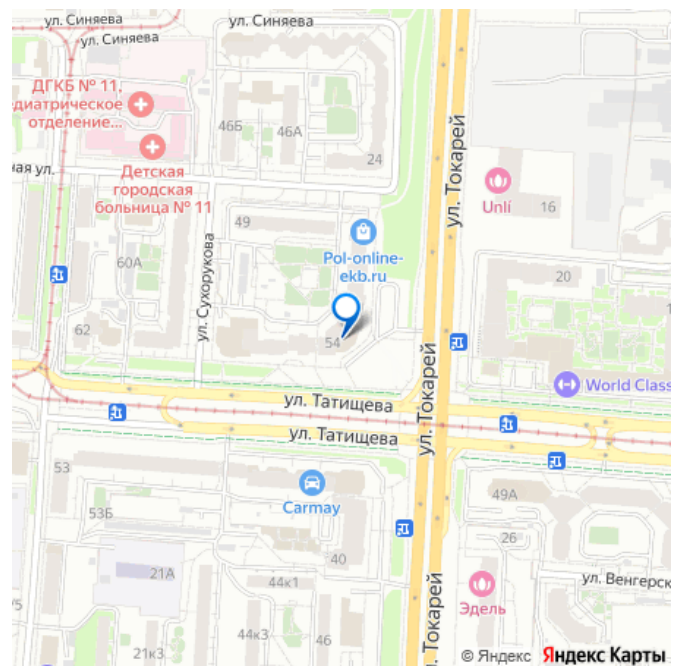 ул. Синяева
ул. Синяева
ДГКБ № 11,
едиатрическое
отделение...
46Б
46А
24
Детская
городская
больница № 11
ная ул.
ул. Токарей
Unli
16
49
ул. Сухорукова
Pol-online-
ekb.ru
60А
20
62
54
ул. Токарей
World Class
ул. Татищева
ул. Татищева
53
53Б
Carmay
49А
40
26
21А
44к1
ул. Венгерск
Эдель
ул. Токарей
/5
21к3
44к3
46
© Яндекс Яндекс Карты